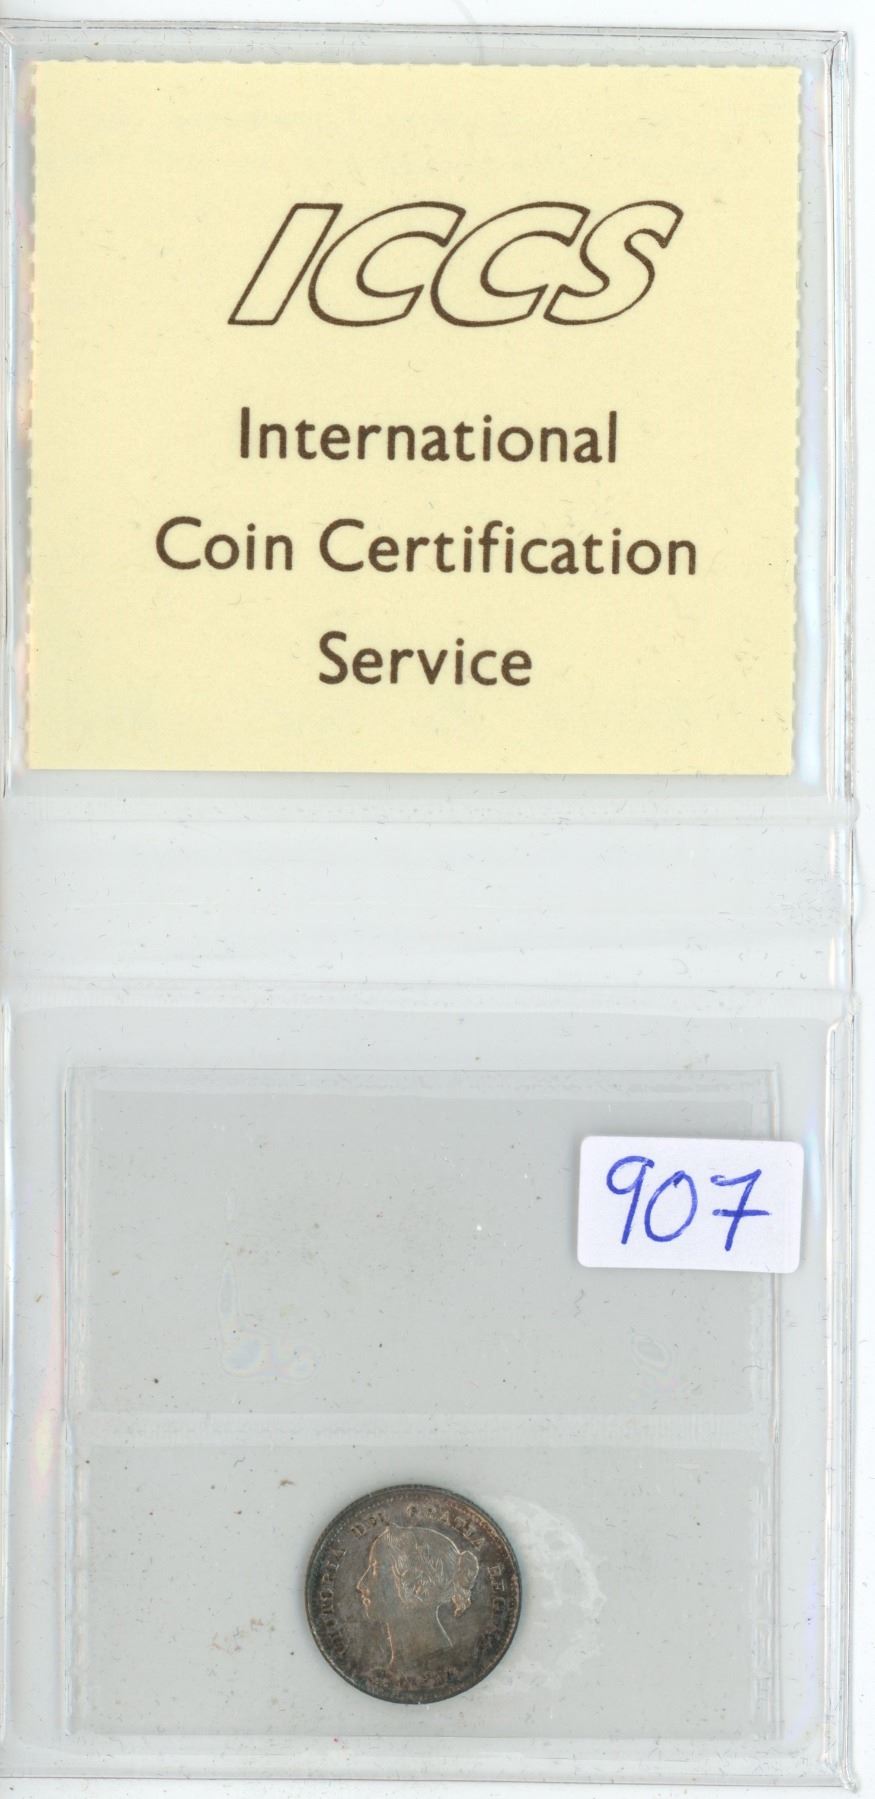 ICCS
International
Coin Certification
Service
907
VICTORIA DEI GRATIA REGINA